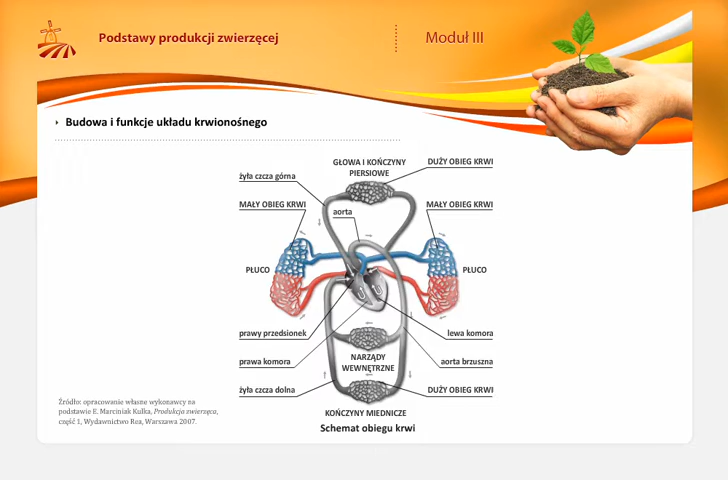 Podstawy produkcji zwierzęcej
Moduł III
Budowa i funkcje układu krwionośnego
GŁOWA I KOŃCZYNY
PIERSIOWE
DUŻY OBIEG KRWI
żyła czcza górna
MAŁY OBIEG KRWI
aorta
MAŁY OBIEG KRWI
PŁUCO
PŁUCO
prawy przedsionek
lewa komora
prawa komora
NARZĄDY
WEWNĘTRZNE
aorta brzuszna
żyła czcza dolna
DUŻY OBIEG KRWI
KOŃCZYNY MIEDNICZE
Schemat obiegu krwi
Źródło: opracowanie własne wykonawcy na
podstawie E. Marciniak Kulka, Produkcja zwierzęca,
część 1, Wydawnictwo Rea, Warszawa 2007.